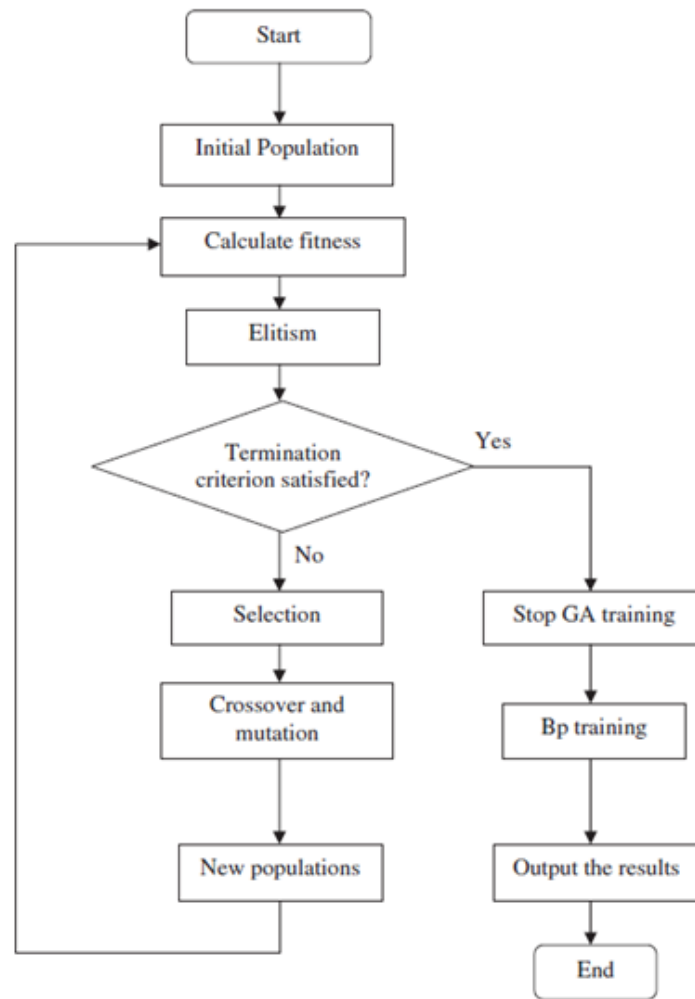 Start
Initial Population
Calculate fitness
Elitism
Termination
criterion satisfied?
Yes
No
Selection
Stop GA training
Crossover and
mutation
Bp training
New populations
Output the results
End